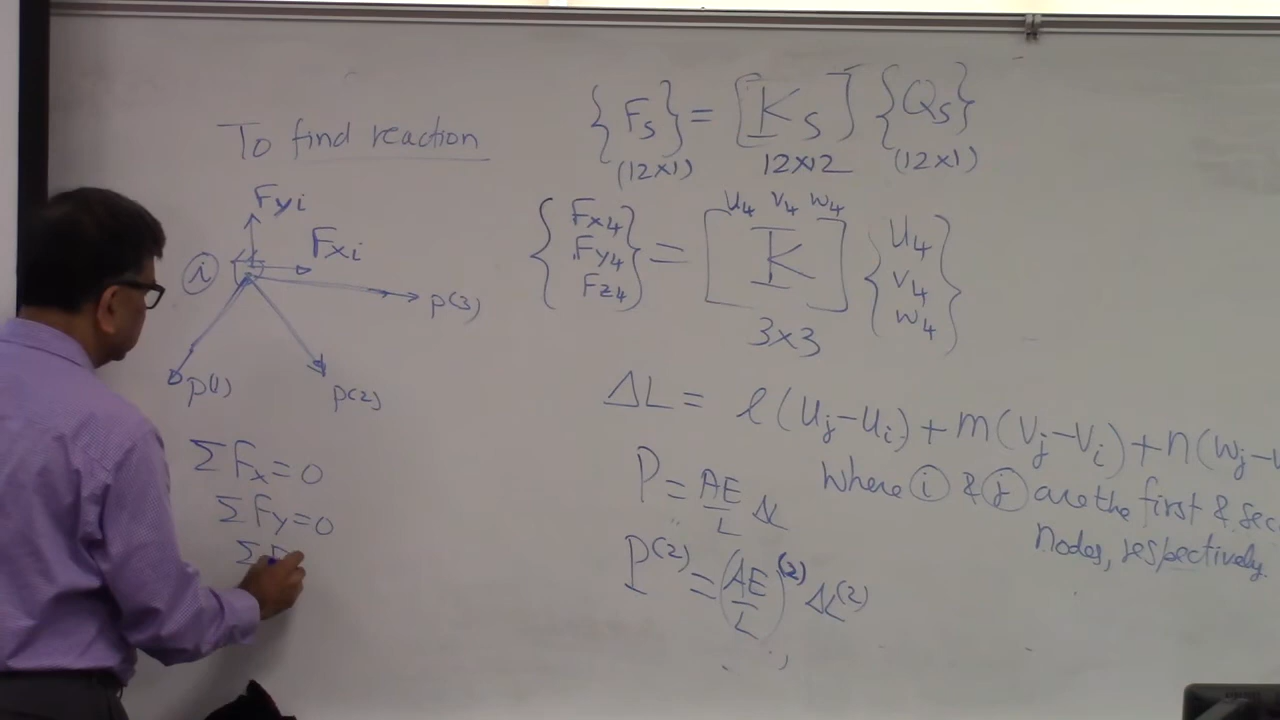 To find reaction
Fyi
Fxi
i
p(3)
p(1)
p(2)
ΣFx=0
ΣFy=0
Σ
{Fs} = [Ks] {Qs}
(12x1) 12x12 (12x1)
u4 v4 w4
{Fx4 Fy4 Fz4} = [K] {u4 v4 w4}
3x3
ΔL = l(uj-ui)+m(vj-vi)+n(wj-
Where i & j are the first & sec
nodes, respectively.
P = AE/L ΔL
P(2) = (AE/L)(2) ΔL(2)